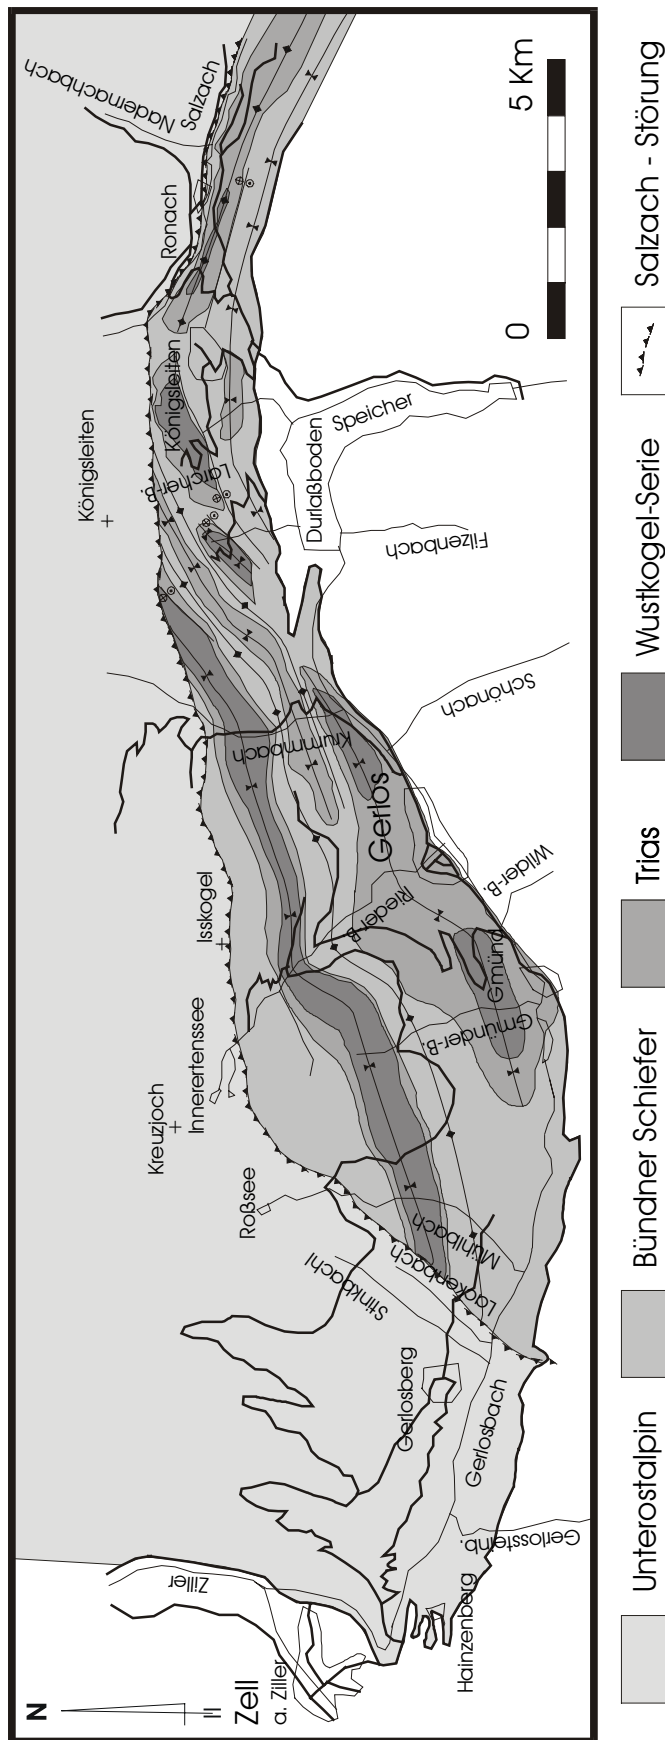 N
Zell
a. Ziller
Ziller
Hainzenberg
Gerlossteinb.
Gerlosbach
Gerlosberg
Stinkbachl
Lackenbach
Mühlbach
Roßsee
Kreuzjoch
Innerertenssee
Isskogel
Gmünder-B.
Gmünd
Rieder-B.
Wilder-B.
Gerlos
Krummbach
Schönach
Königsleiten
Larcher-B.
Königsleiten
Filzenbach
Durlaßboden
Speicher
Ronach
Nadernachbach
Salzach
0
5 Km
Unterostalpin
Bündner Schiefer
Trias
Wustkogel-Serie
Salzach - Störung